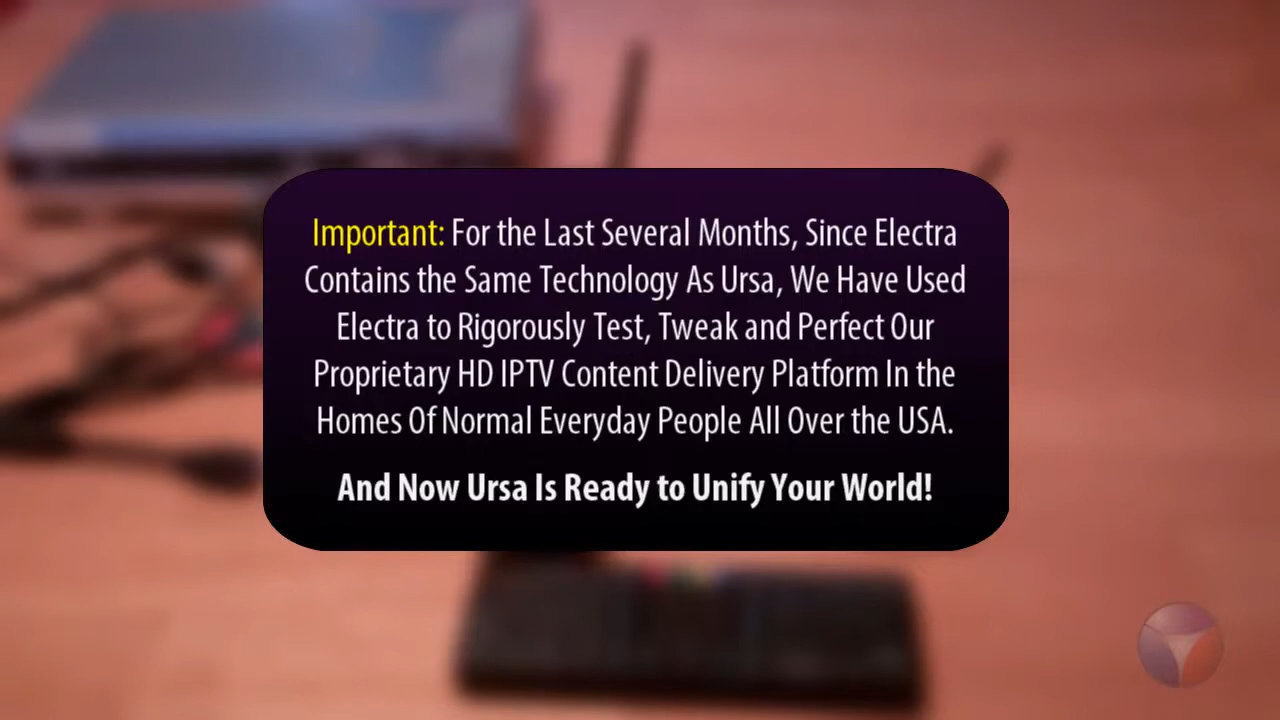 Important: For the Last Several Months, Since Electra
Contains the Same Technology As Ursa, We Have Used
Electra to Rigorously Test, Tweak and Perfect Our
Proprietary HD IPTV Content Delivery Platform In the
Homes Of Normal Everyday People All Over the USA.
And Now Ursa Is Ready to Unify Your World!